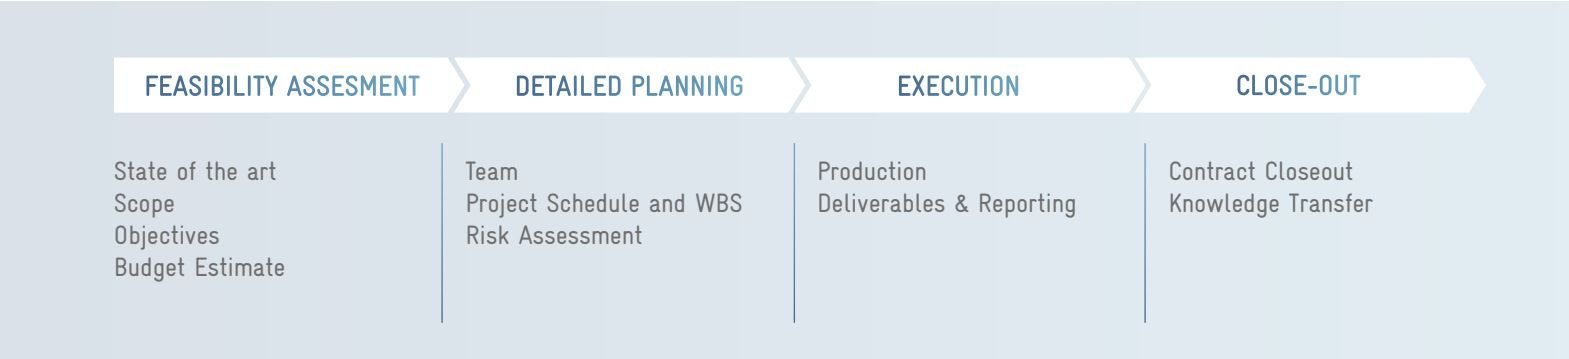 FEASIBILITY ASSESMENT
DETAILED PLANNING
EXECUTION
CLOSE-OUT
State of the art
Scope
Objectives
Budget Estimate
Team
Project Schedule and WBS
Risk Assessment
Production
Deliverables & Reporting
Contract Closeout
Knowledge Transfer